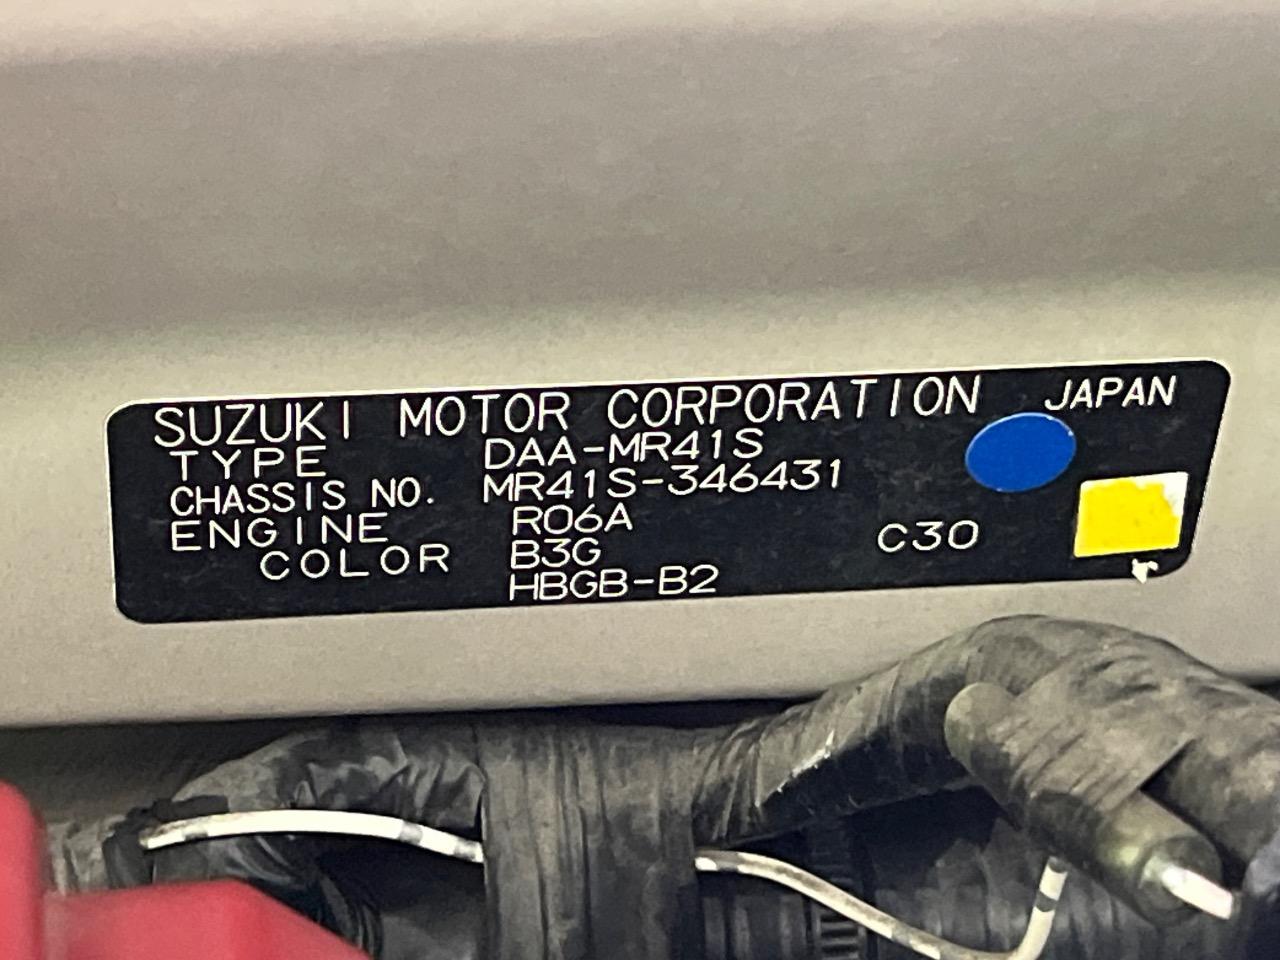 SUZUKI MOTOR CORPORATION JAPAN
TYPE DAA-MR41S
CHASSIS NO. MR41S-346431
ENGINE R06A
COLOR B3G C30
HBGB-B2